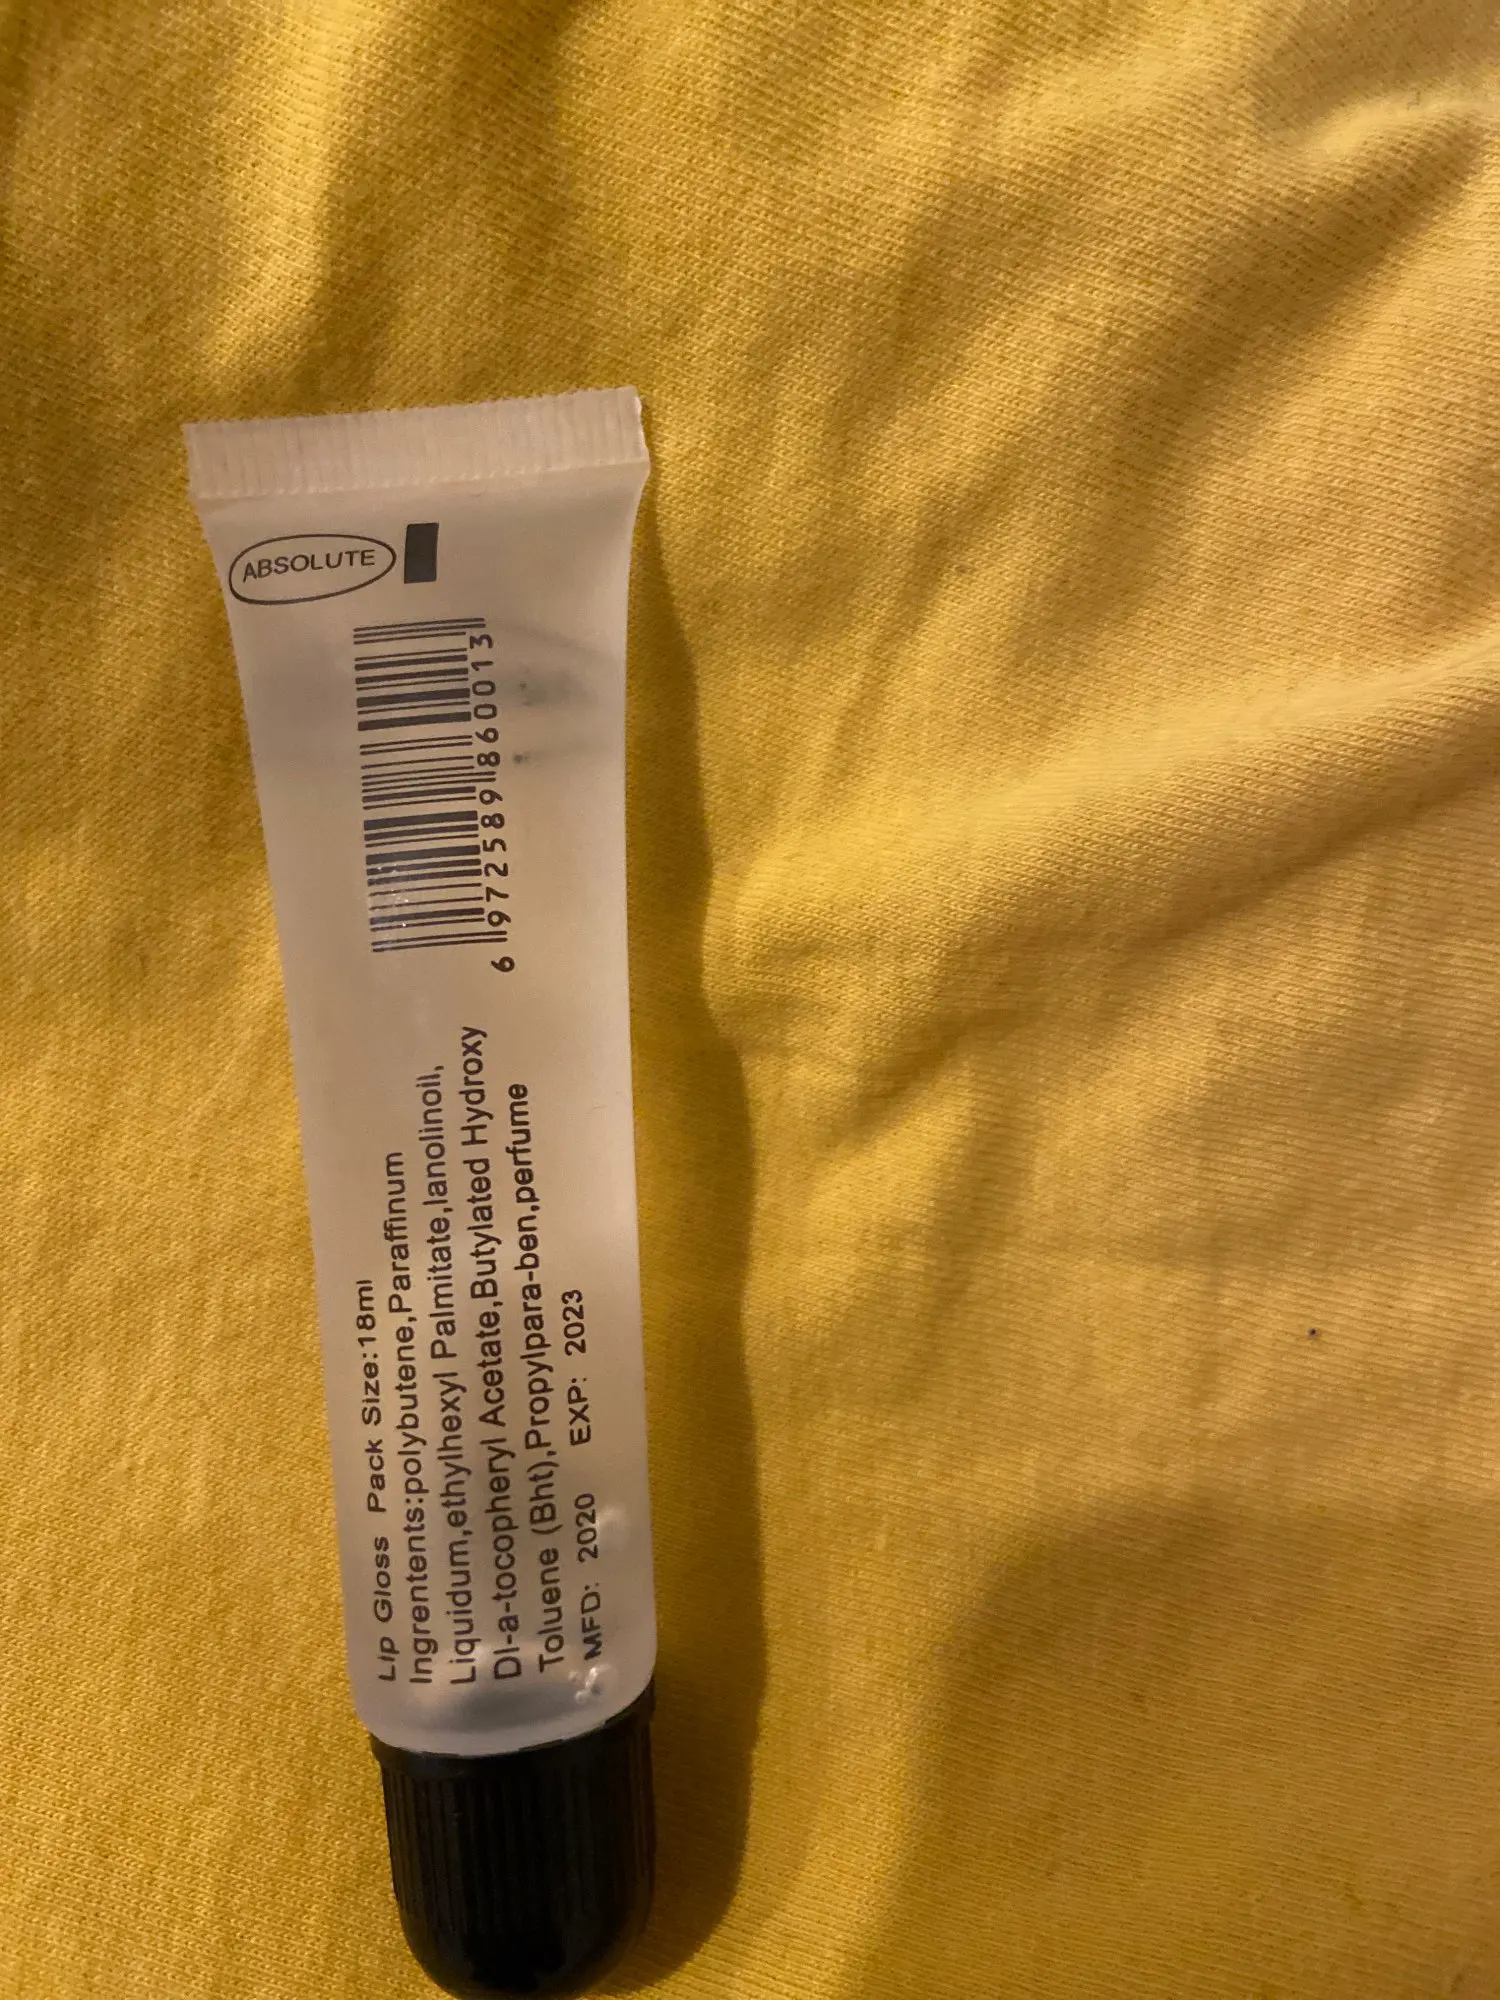 ABSOLUTE
6 972589 860013
Lip Gloss Pack Size:18ml
Ingrentents:polybutene,Paraffinum
Liquidum,ethylhexyl Palmitate,lanolinoil,
Dl-a-tocopheryl Acetate,Butylated Hydroxy
Toluene (Bht),Propylpara-ben,perfume
MFD: 2020 EXP: 2023